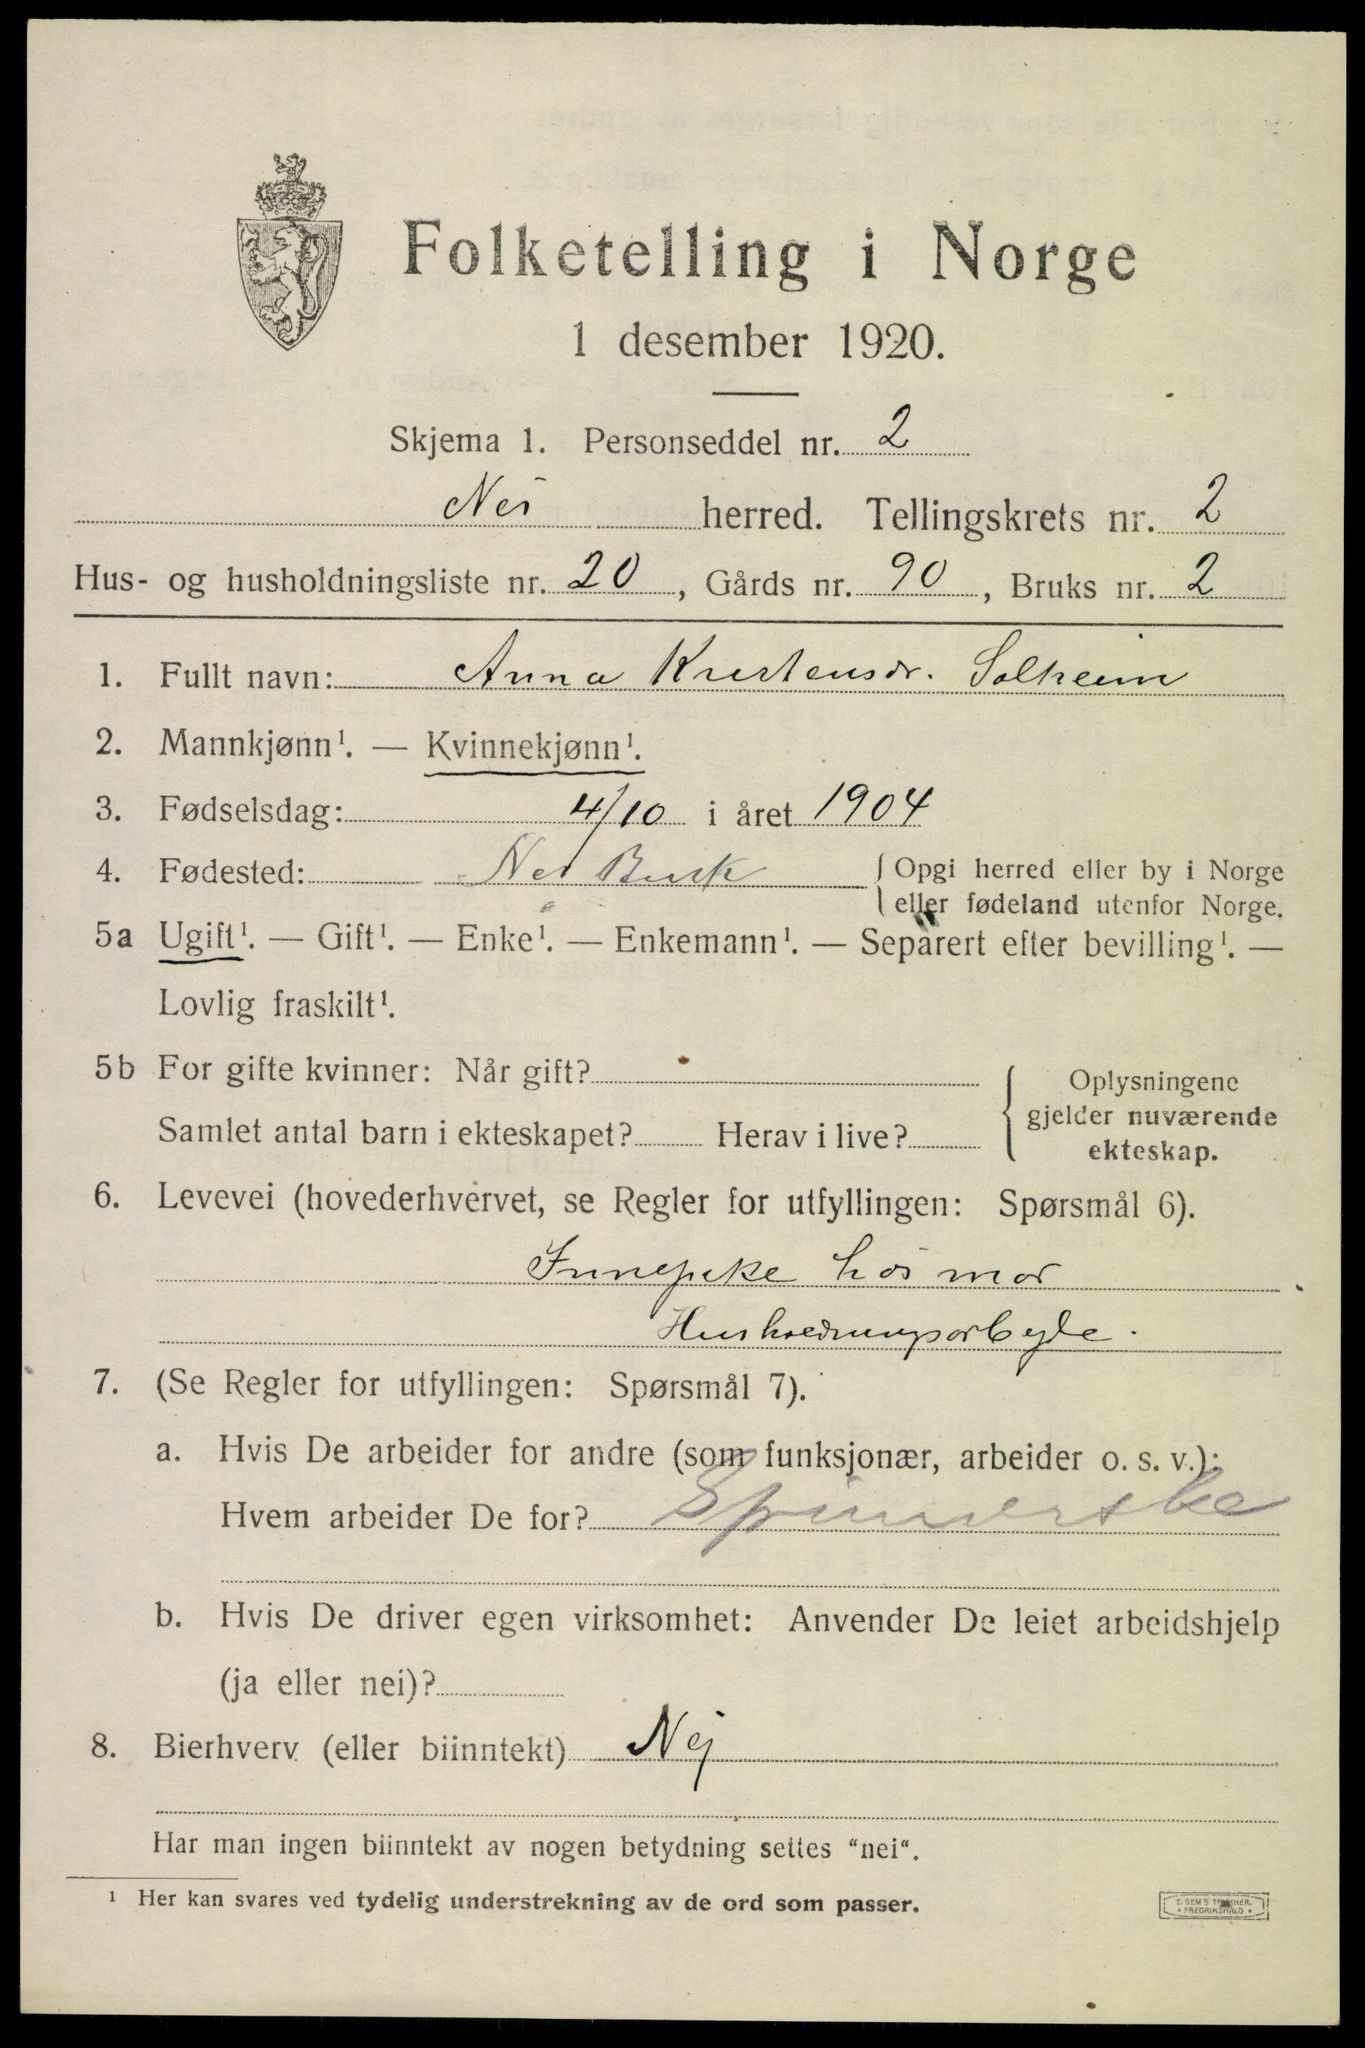 Folketelling i Norge
1 desember 1920.
Skjema 1. Personseddel nr. 2
Nes herred. Tellingskrets nr. 2
Hus- og husholdningsliste nr. 20, Gårds nr. 90, Bruks nr. 2
1. Fullt navn: Anna Kristensdr. Solheim
2. Mannkjønn¹. — Kvinnekjønn¹.
3. Fødselsdag: 4/10 i året 1904
4. Fødested: Nes Busk { Opgi herred eller by i Norge
eller fødeland utenfor Norge.
5a Ugift¹. — Gift¹. — Enke¹. — Enkemann¹. — Separert efter bevilling¹. —
Lovlig fraskilt¹.
5b For gifte kvinner: Når gift?
Samlet antal barn i ekteskapet? Herav i live?
{ Oplysningene
gjelder nuværende
ekteskap.
6. Levevei (hovederhvervet, se Regler for utfyllingen: Spørsmål 6).
hos mor
7. (Se Regler for utfyllingen: Spørsmål 7).
a. Hvis De arbeider for andre (som funksjonær, arbeider o. s. v.):
Hvem arbeider De for? Spinderske
b. Hvis De driver egen virksomhet: Anvender De leiet arbeidshjelp
(ja eller nei)?
8. Bierhverv (eller biinntekt) Nej
Har man ingen biinntekt av nogen betydning settes “nei“.
¹ Her kan svares ved tydelig understrekning av de ord som passer.
E. SEM'S TRYKKERI,
* FREDRIKSHALD *